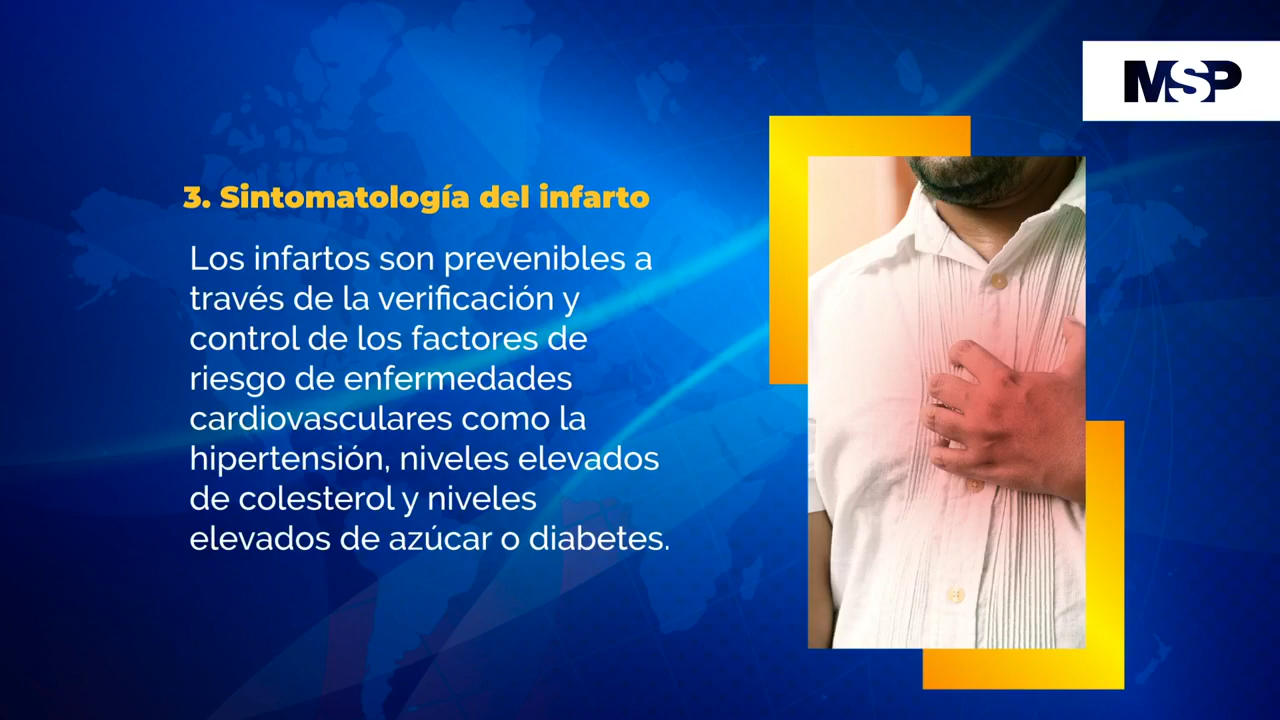 MSP
3. Sintomatología del infarto
Los infartos son prevenibles a
través de la verificación y
control de los factores de
riesgo de enfermedades
cardiovasculares como la
hipertensión, niveles elevados
de colesterol y niveles
elevados de azúcar o diabetes.